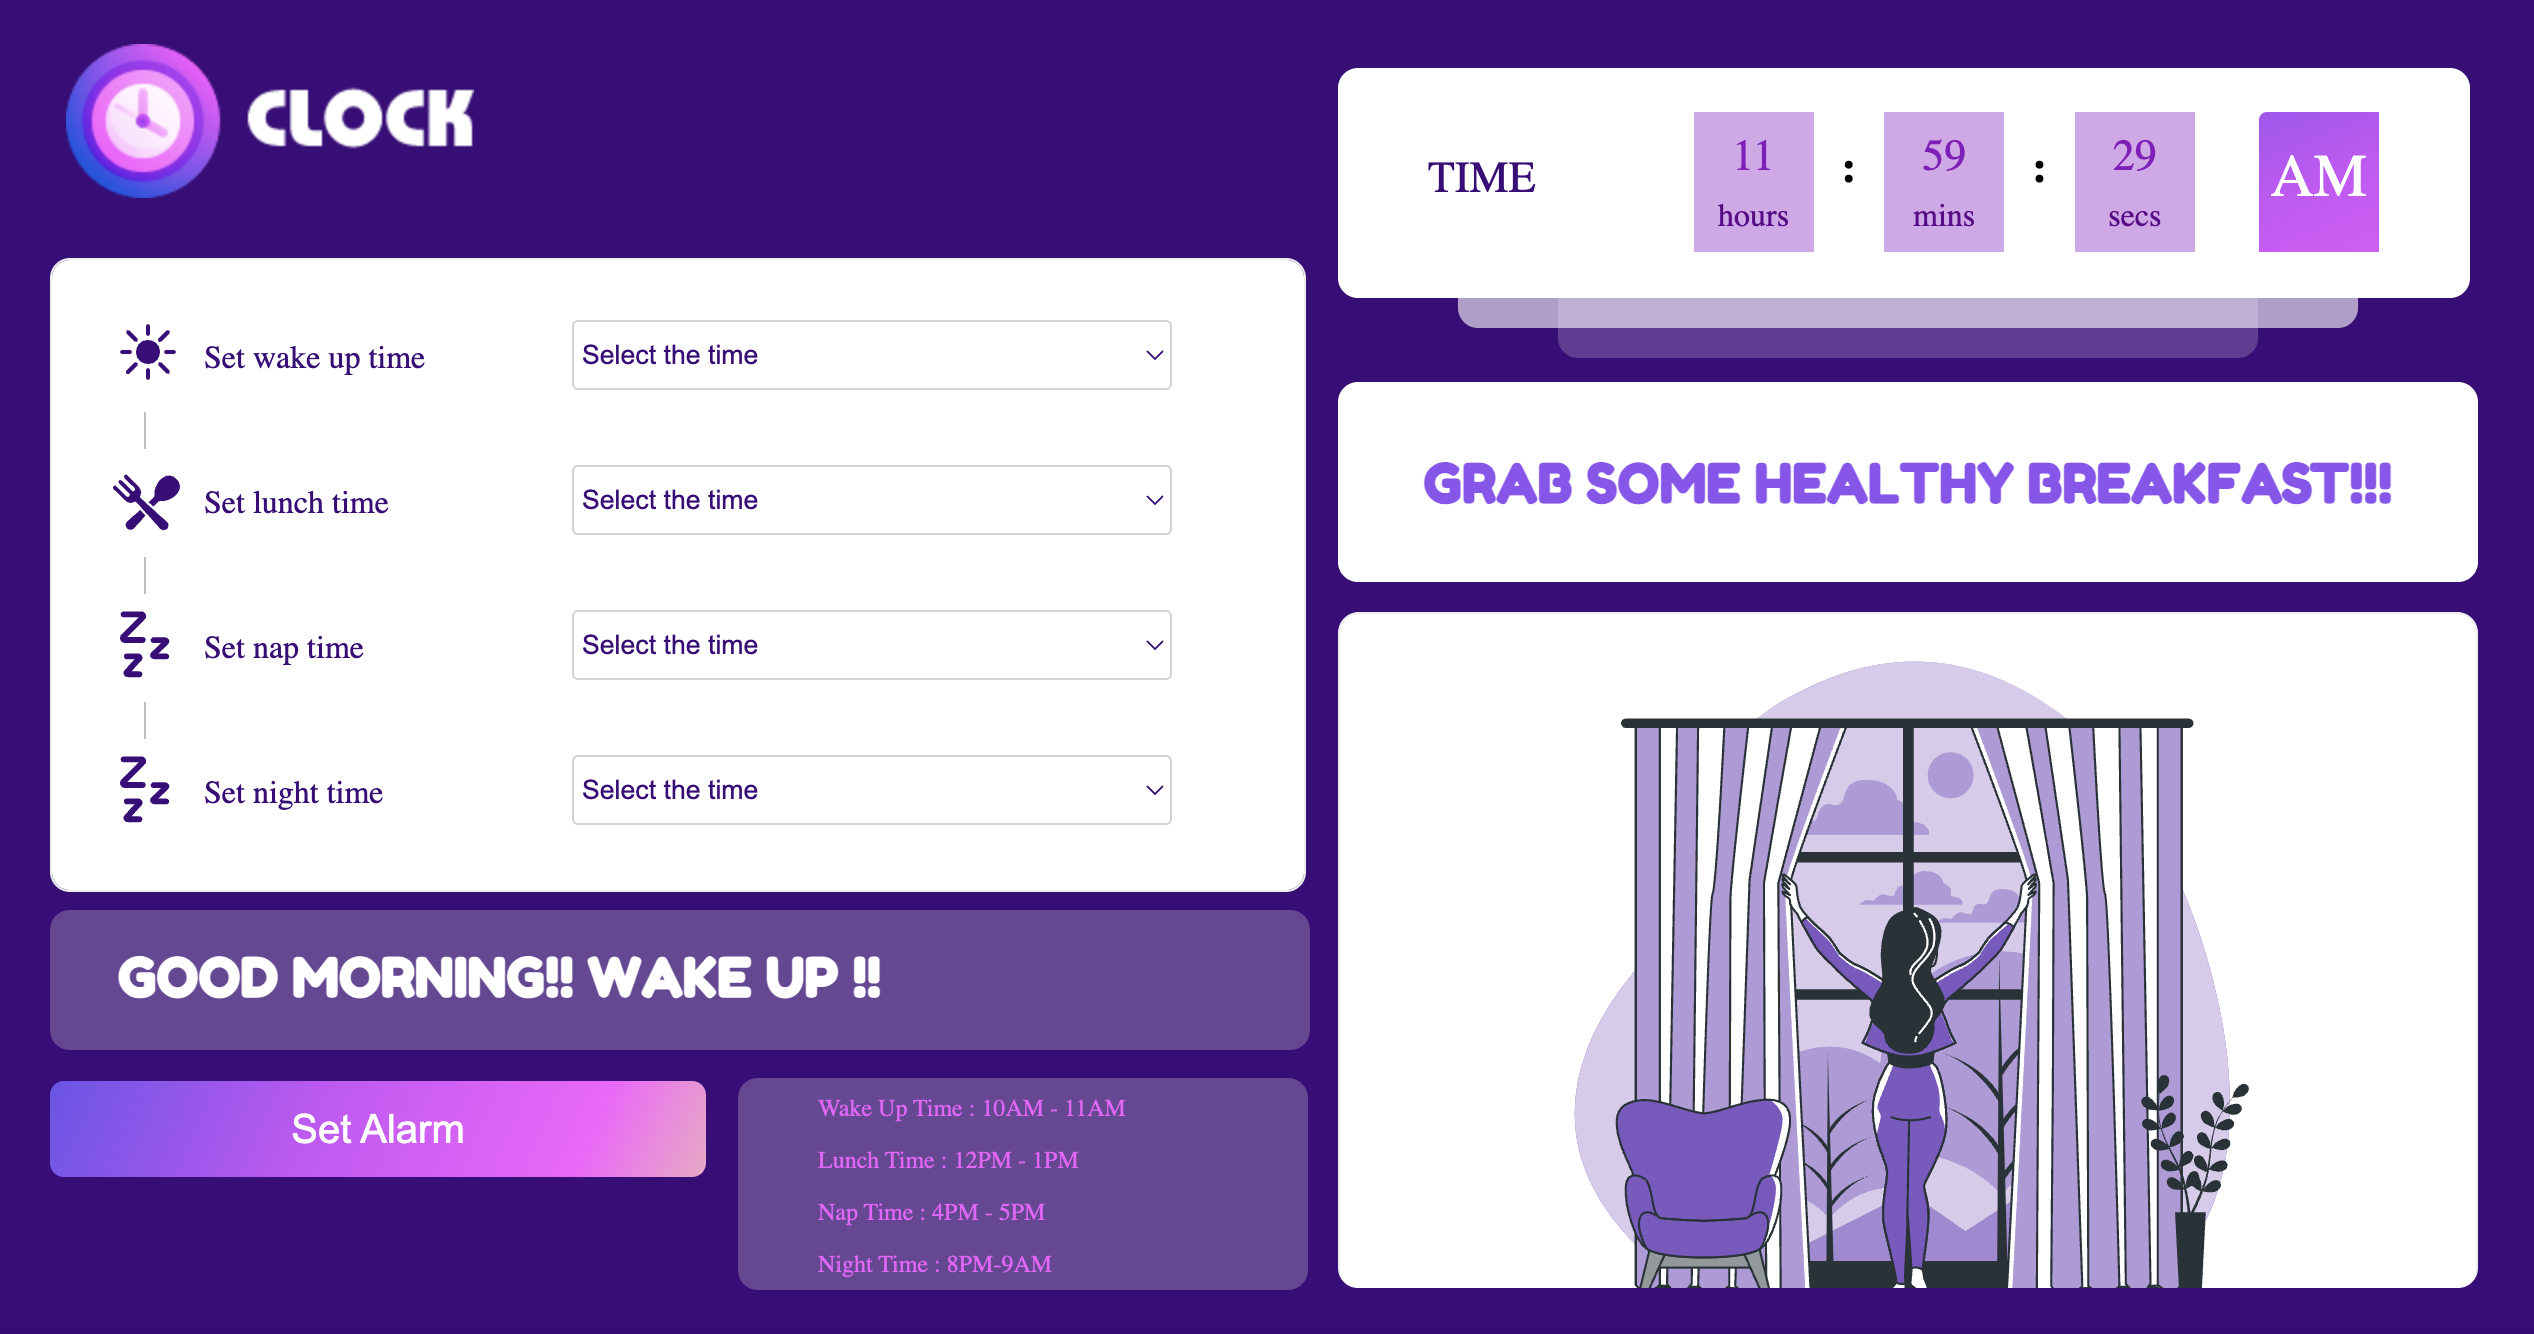 CLOCK
TIME
11 : 59 : 29 AM
hours mins secs
Set wake up time Select the time
Set lunch time Select the time
Set nap time Select the time
Set night time Select the time
GRAB SOME HEALTHY BREAKFAST!!!
GOOD MORNING!! WAKE UP !!
Set Alarm
Wake Up Time : 10AM - 11AM
Lunch Time : 12PM - 1PM
Nap Time : 4PM - 5PM
Night Time : 8PM-9AM